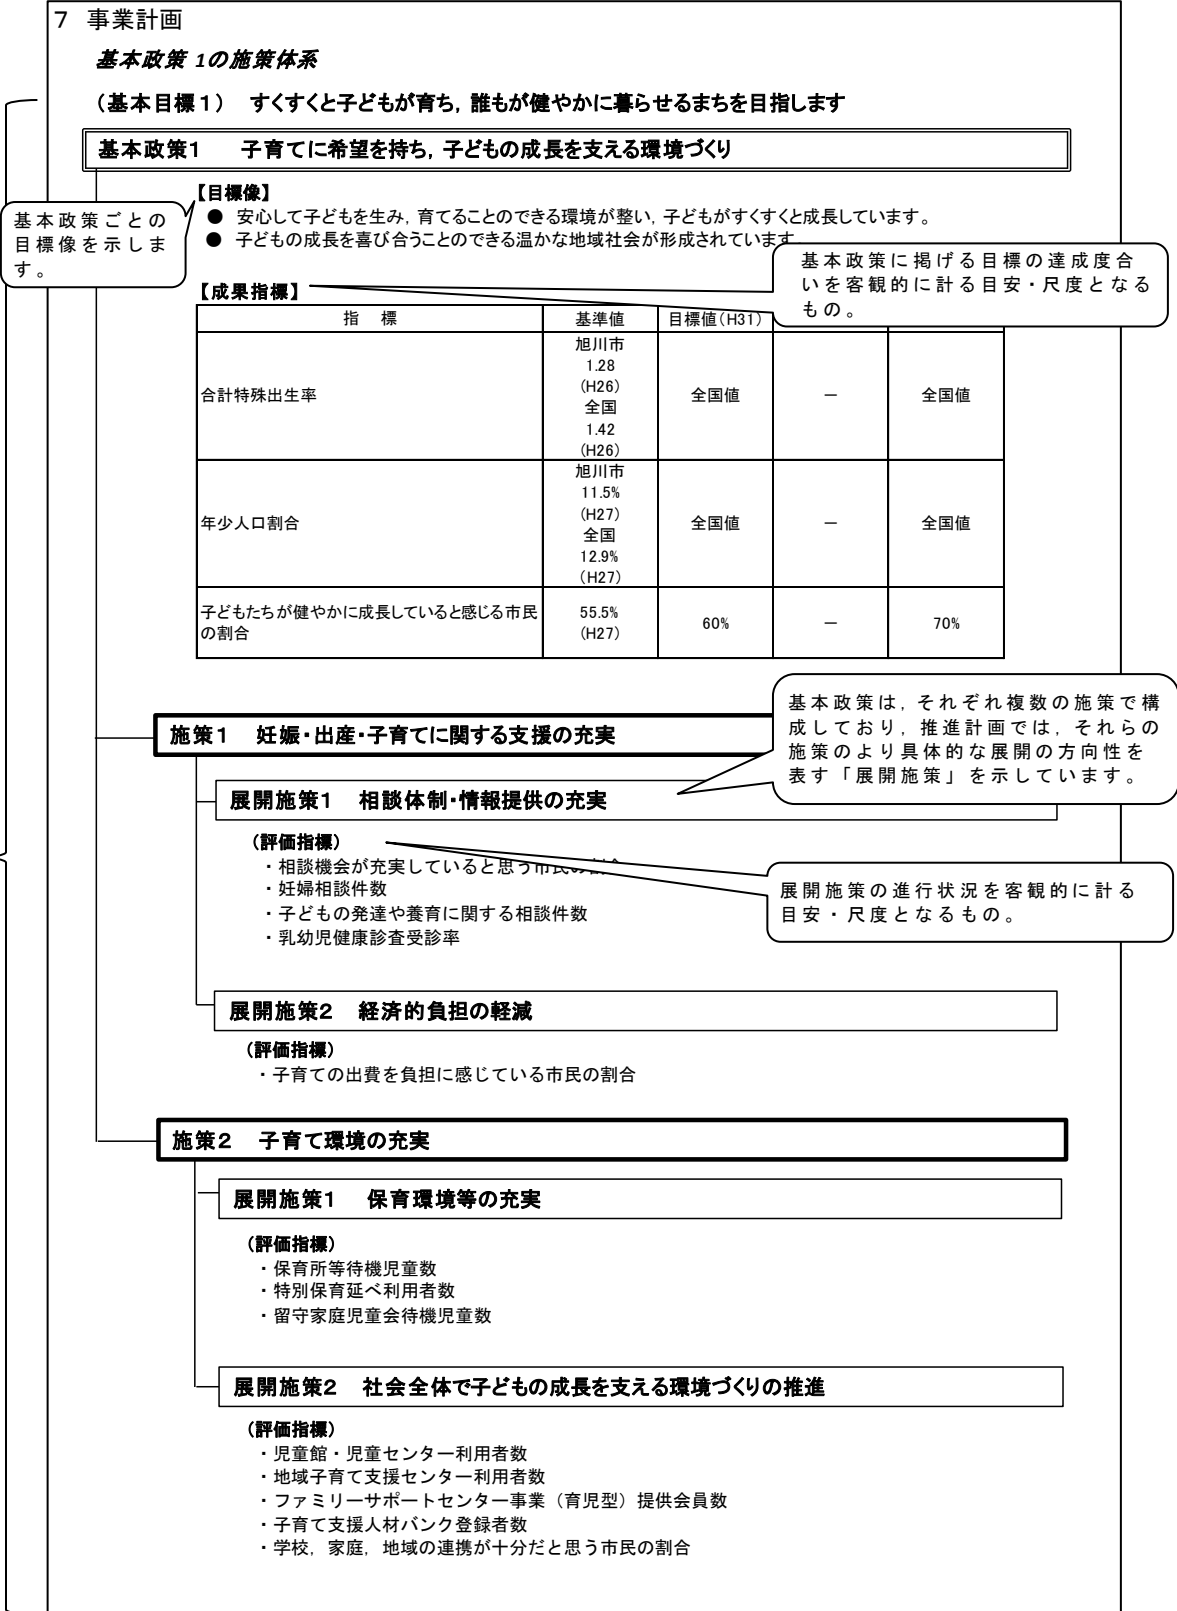 7 事業計画
基本政策 1の施策体系
（基本目標１） すくすくと子どもが育ち，誰もが健やかに暮らせるまちを目指します
基本政策1 子育てに希望を持ち，子どもの成長を支える環境づくり
【目標像】
● 安心して子どもを生み，育てることのできる環境が整い，子どもがすくすくと成長しています。
● 子どもの成長を喜び合うことのできる温かな地域社会が形成されています
基本政策ごとの
目標像を示しま
す。
基本政策に掲げる目標の達成度合
いを客観的に計る目安・尺度となる
もの。
【成果指標】
指 標 基準値 目標値（H31）
合計特殊出生率 旭川市 1.28 (H26) 全国 1.42 (H26) 全国値 － 全国値
年少人口割合 旭川市 11.5% (H27) 全国 12.9% (H27) 全国値 － 全国値
子どもたちが健やかに成長していると感じる市民
の割合 55.5% (H27) 60% － 70%
基本政策は，それぞれ複数の施策で構
成しており，推進計画では，それらの
施策のより具体的な展開の方向性を
表す「展開施策」を示しています。
施策１ 妊娠・出産・子育てに関する支援の充実
展開施策1 相談体制・情報提供の充実
（評価指標）
・相談機会が充実していると思う市民の割合
・妊婦相談件数
・子どもの発達や養育に関する相談件数
・乳幼児健康診査受診率
展開施策の進行状況を客観的に計る
目安・尺度となるもの。
展開施策2 経済的負担の軽減
（評価指標）
・子育ての出費を負担に感じている市民の割合
施策２ 子育て環境の充実
展開施策1 保育環境等の充実
（評価指標）
・保育所等待機児童数
・特別保育延べ利用者数
・留守家庭児童会待機児童数
展開施策2 社会全体で子どもの成長を支える環境づくりの推進
（評価指標）
・児童館・児童センター利用者数
・地域子育て支援センター利用者数
・ファミリーサポートセンター事業（育児型）提供会員数
・子育て支援人材バンク登録者数
・学校，家庭，地域の連携が十分だと思う市民の割合